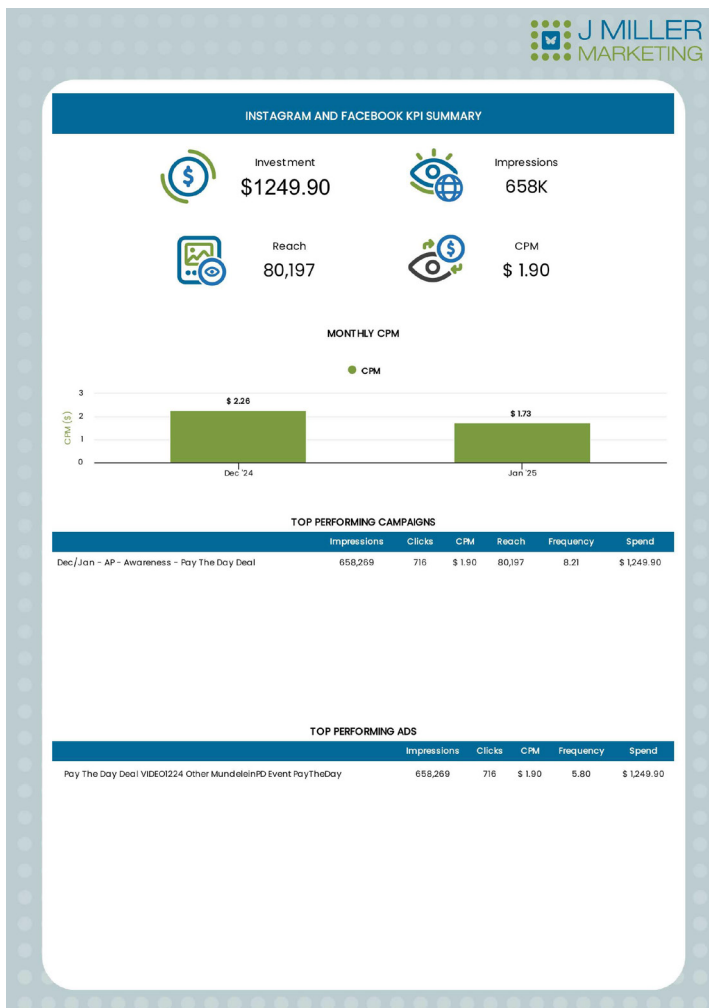 J MILLER
MARKETING
INSTAGRAM AND FACEBOOK KPI SUMMARY
Investment
$1249.90
Impressions
658K
Reach
80,197
CPM
$ 1.90
MONTHLY CPM
CPM
CPM ($)
3
2
1
0
$ 2.26
$ 1.73
Dec '24
Jan '25
TOP PERFORMING CAMPAIGNS
Impressions Clicks CPM Reach Frequency Spend
Dec/Jan - AP - Awareness - Pay The Day Deal 658,269 716 $ 1.90 80,197 8.21 $ 1,249.90
TOP PERFORMING ADS
Impressions Clicks CPM Frequency Spend
Pay The Day Deal VIDEO1224 Other MundeleinPD Event PayTheDay 658,269 716 $ 1.90 5.80 $ 1,249.90